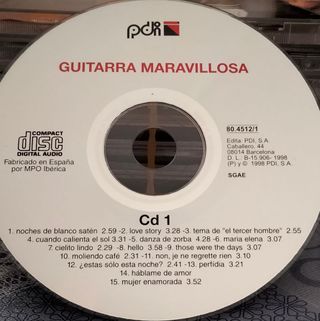 pdi
GUITARRA MARAVILLOSA
COMPACT
disc
DIGITAL AUDIO
Fabricado en España
por MPO Ibérica
80.4512/1
Edita: PDI, S.A.
Caballero, 44
08014 Barcelona
D. L. B-15.906- 1998
(P) y © 1998 PDI, S.A.
SGAE
Cd 1
1. noches de blanco satén 2.59 -2. love story 3.28 -3. tema de "el tercer hombre" 2.55
4. cuando calienta el sol 3.31 -5. danza de zorba 4.28 -6. maria elena 3.07
7. cielito lindo 2.29 -8. hello 3.58 -9. those were the days 3.07
10. moliendo café 2.31 -11. non, je ne regrette rien 3.10
12. ¿estas sólo esta noche? 2.41 -13. perfidia 3.21
14. háblame de amor
15. mujer enamorada 3.52